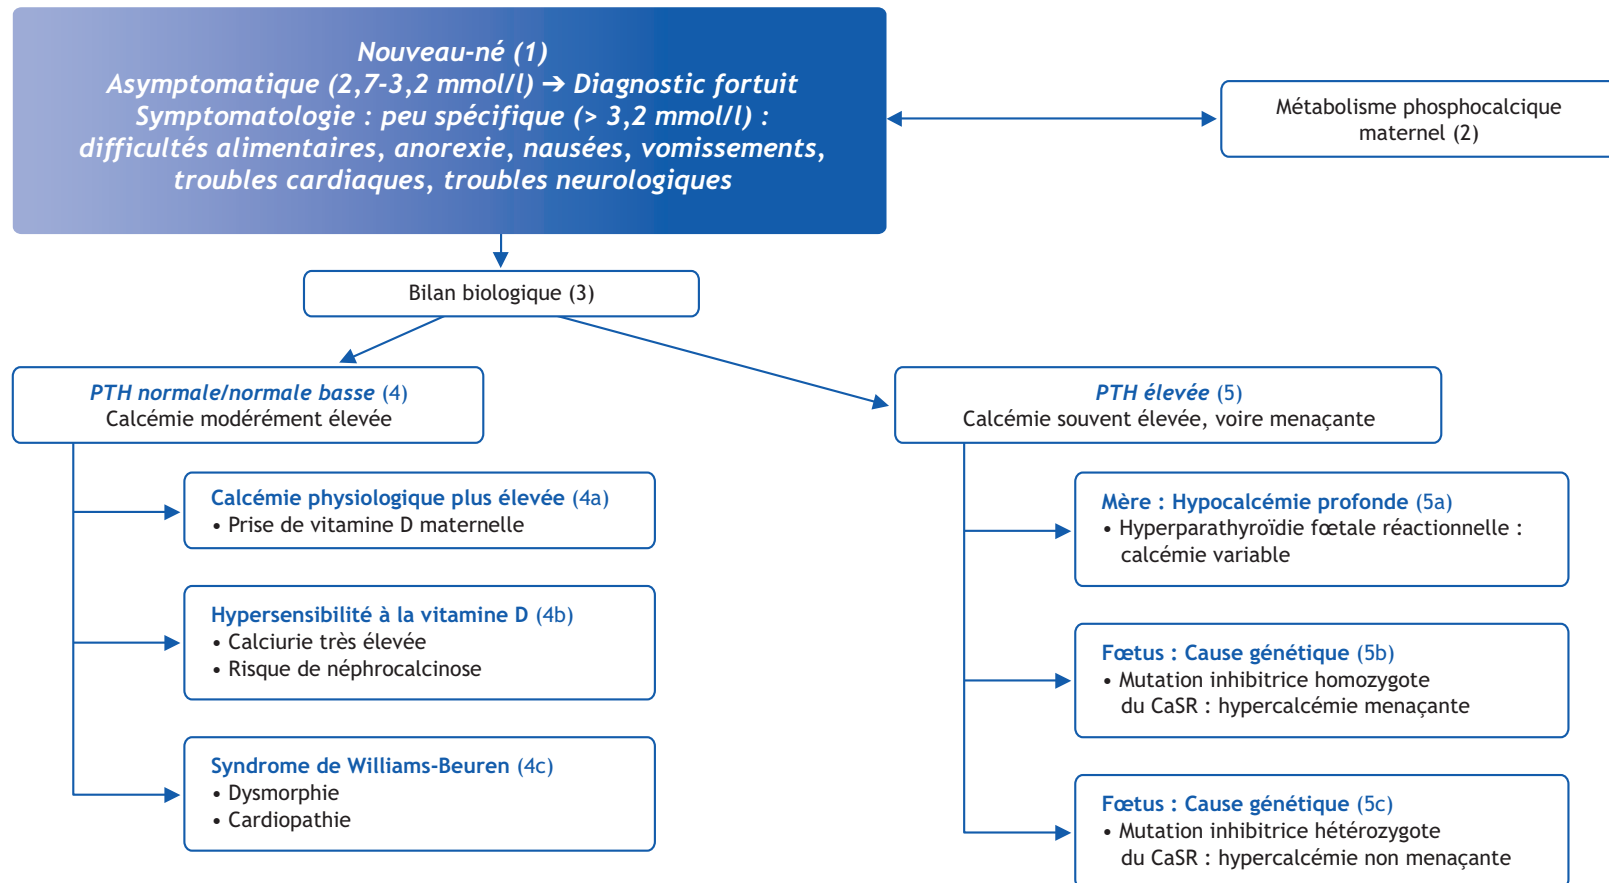 Nouveau-né (1)
Asymptomatique (2,7-3,2 mmol/l) ➔ Diagnostic fortuit
Symptomatologie : peu spécifique (> 3,2 mmol/l) :
difficultés alimentaires, anorexie, nausées, vomissements,
troubles cardiaques, troubles neurologiques
Métabolisme phosphocalcique
maternel (2)
Bilan biologique (3)
PTH normale/normale basse (4)
Calcémie modérément élevée
PTH élevée (5)
Calcémie souvent élevée, voire menaçante
Calcémie physiologique plus élevée (4a)
• Prise de vitamine D maternelle
Hypersensibilité à la vitamine D (4b)
• Calciurie très élevée
• Risque de néphrocalcinose
Syndrome de Williams-Beuren (4c)
• Dysmorphie
• Cardiopathie
Mère : Hypocalcémie profonde (5a)
• Hyperparathyroïdie fœtale réactionnelle :
calcémie variable
Fœtus : Cause génétique (5b)
• Mutation inhibitrice homozygote
du CaSR : hypercalcémie menaçante
Fœtus : Cause génétique (5c)
• Mutation inhibitrice hétérozygote
du CaSR : hypercalcémie non menaçante